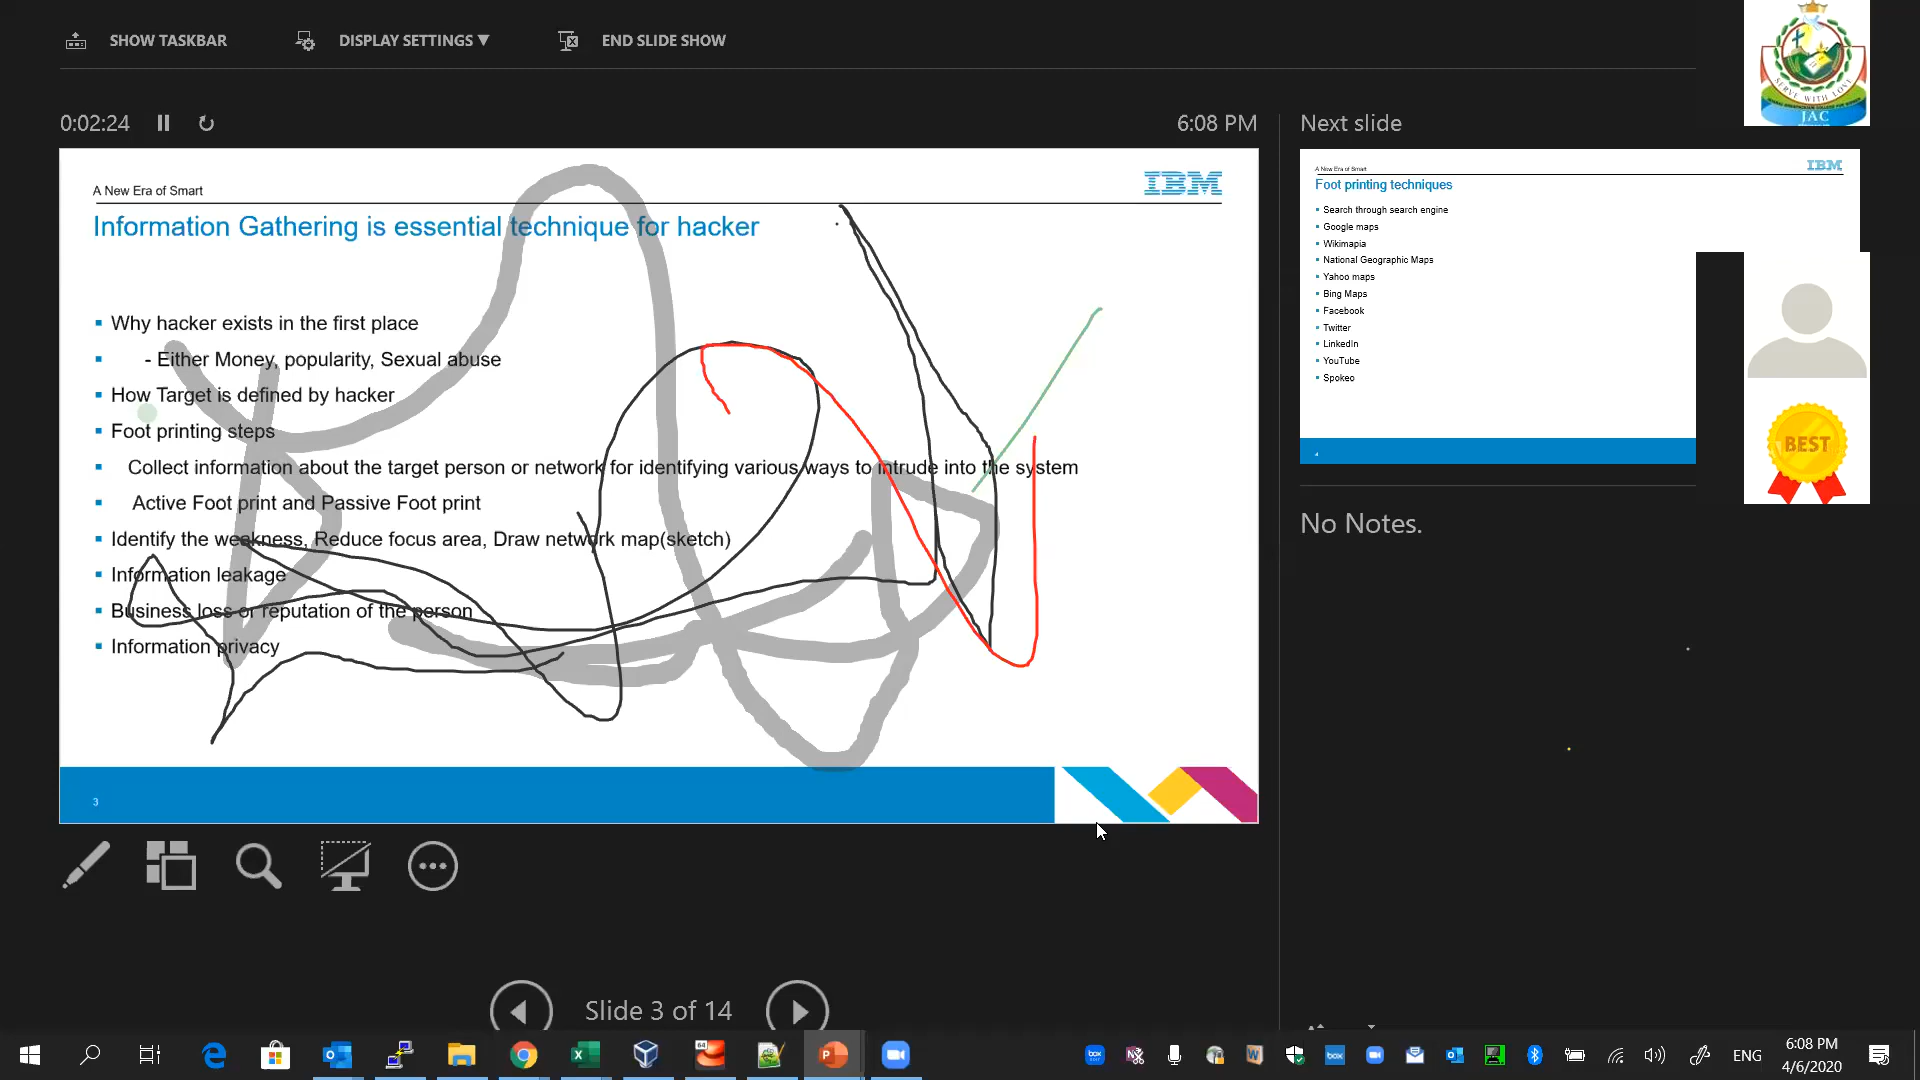 SHOW TASKBAR
DISPLAY SETTINGS ▼
END SLIDE SHOW
0:02:24
6:08 PM
A New Era of Smart
IBM
Information Gathering is essential technique for hacker
Why hacker exists in the first place
- Either Money, popularity, Sexual abuse
How Target is defined by hacker
Foot printing steps
Collect information about the target person or network for identifying various ways to intrude into the system
Active Foot print and Passive Foot print
Identify the weakness, Reduce focus area, Draw network map(sketch)
Information leakage
Business loss or reputation of the person
Information privacy
3
Slide 3 of 14
Next slide
A New Era of Smart
IBM
Foot printing techniques
Search through search engine
Google maps
Wikimapia
National Geographic Maps
Yahoo maps
Bing Maps
Facebook
Twitter
LinkedIn
YouTube
Spokeo
4
No Notes.
SERVE WITH LOVE
JAC
BEST
64
box
box
ENG
6:08 PM
4/6/2020